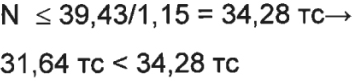 N ≤ 39,43/1,15 = 34,28 тс→
31,64 тс < 34,28 тс